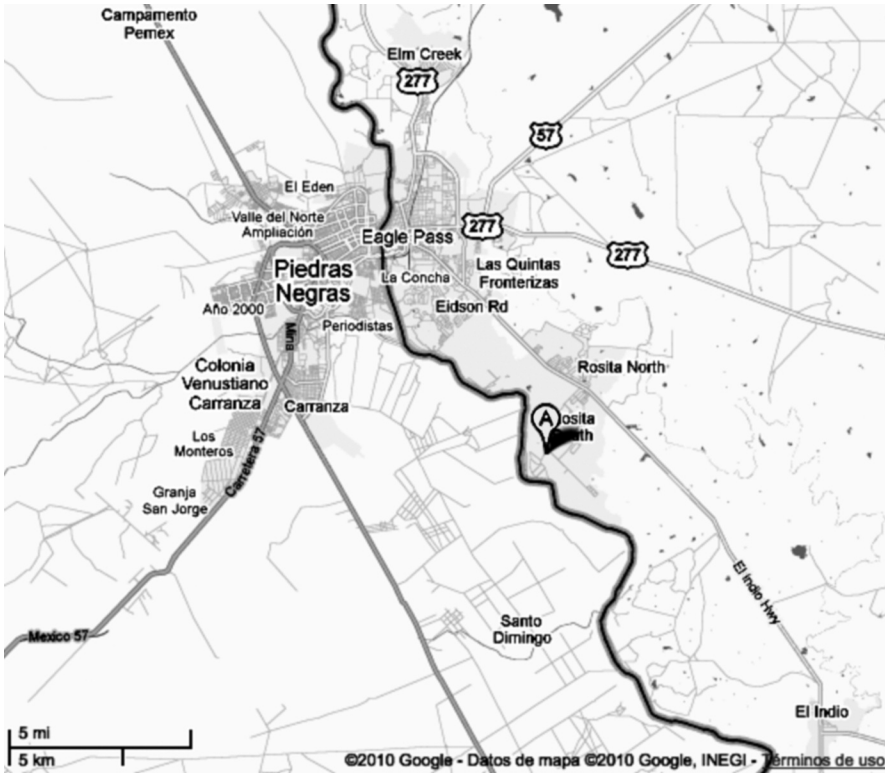 Campamento
Pemex
Elm Creek
277
57
El Eden
Valle del Norte
Ampliación
Eagle Pass
277
277
La Concha
Las Quintas
Fronterizas
Piedras
Negras
Eidson Rd
Año 2000
Periodistas
Mina
Rosita North
Colonia
Venustiano
Carranza
Carranza
A
Los
Monteros
Carretera 57
Granja
San Jorge
El Indio Hwy
Santo
Dimingo
Mexico 57
El Indio
5 mi
5 km
©2010 Google - Datos de mapa ©2010 Google, INEGI - Términos de uso